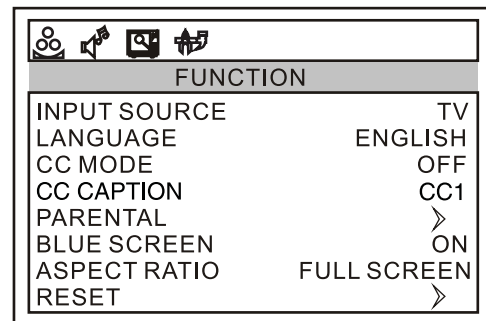 FUNCTION
INPUT SOURCE TV
LANGUAGE ENGLISH
CC MODE OFF
CC CAPTION CC1
PARENTAL
BLUE SCREEN ON
ASPECT RATIO FULL SCREEN
RESET